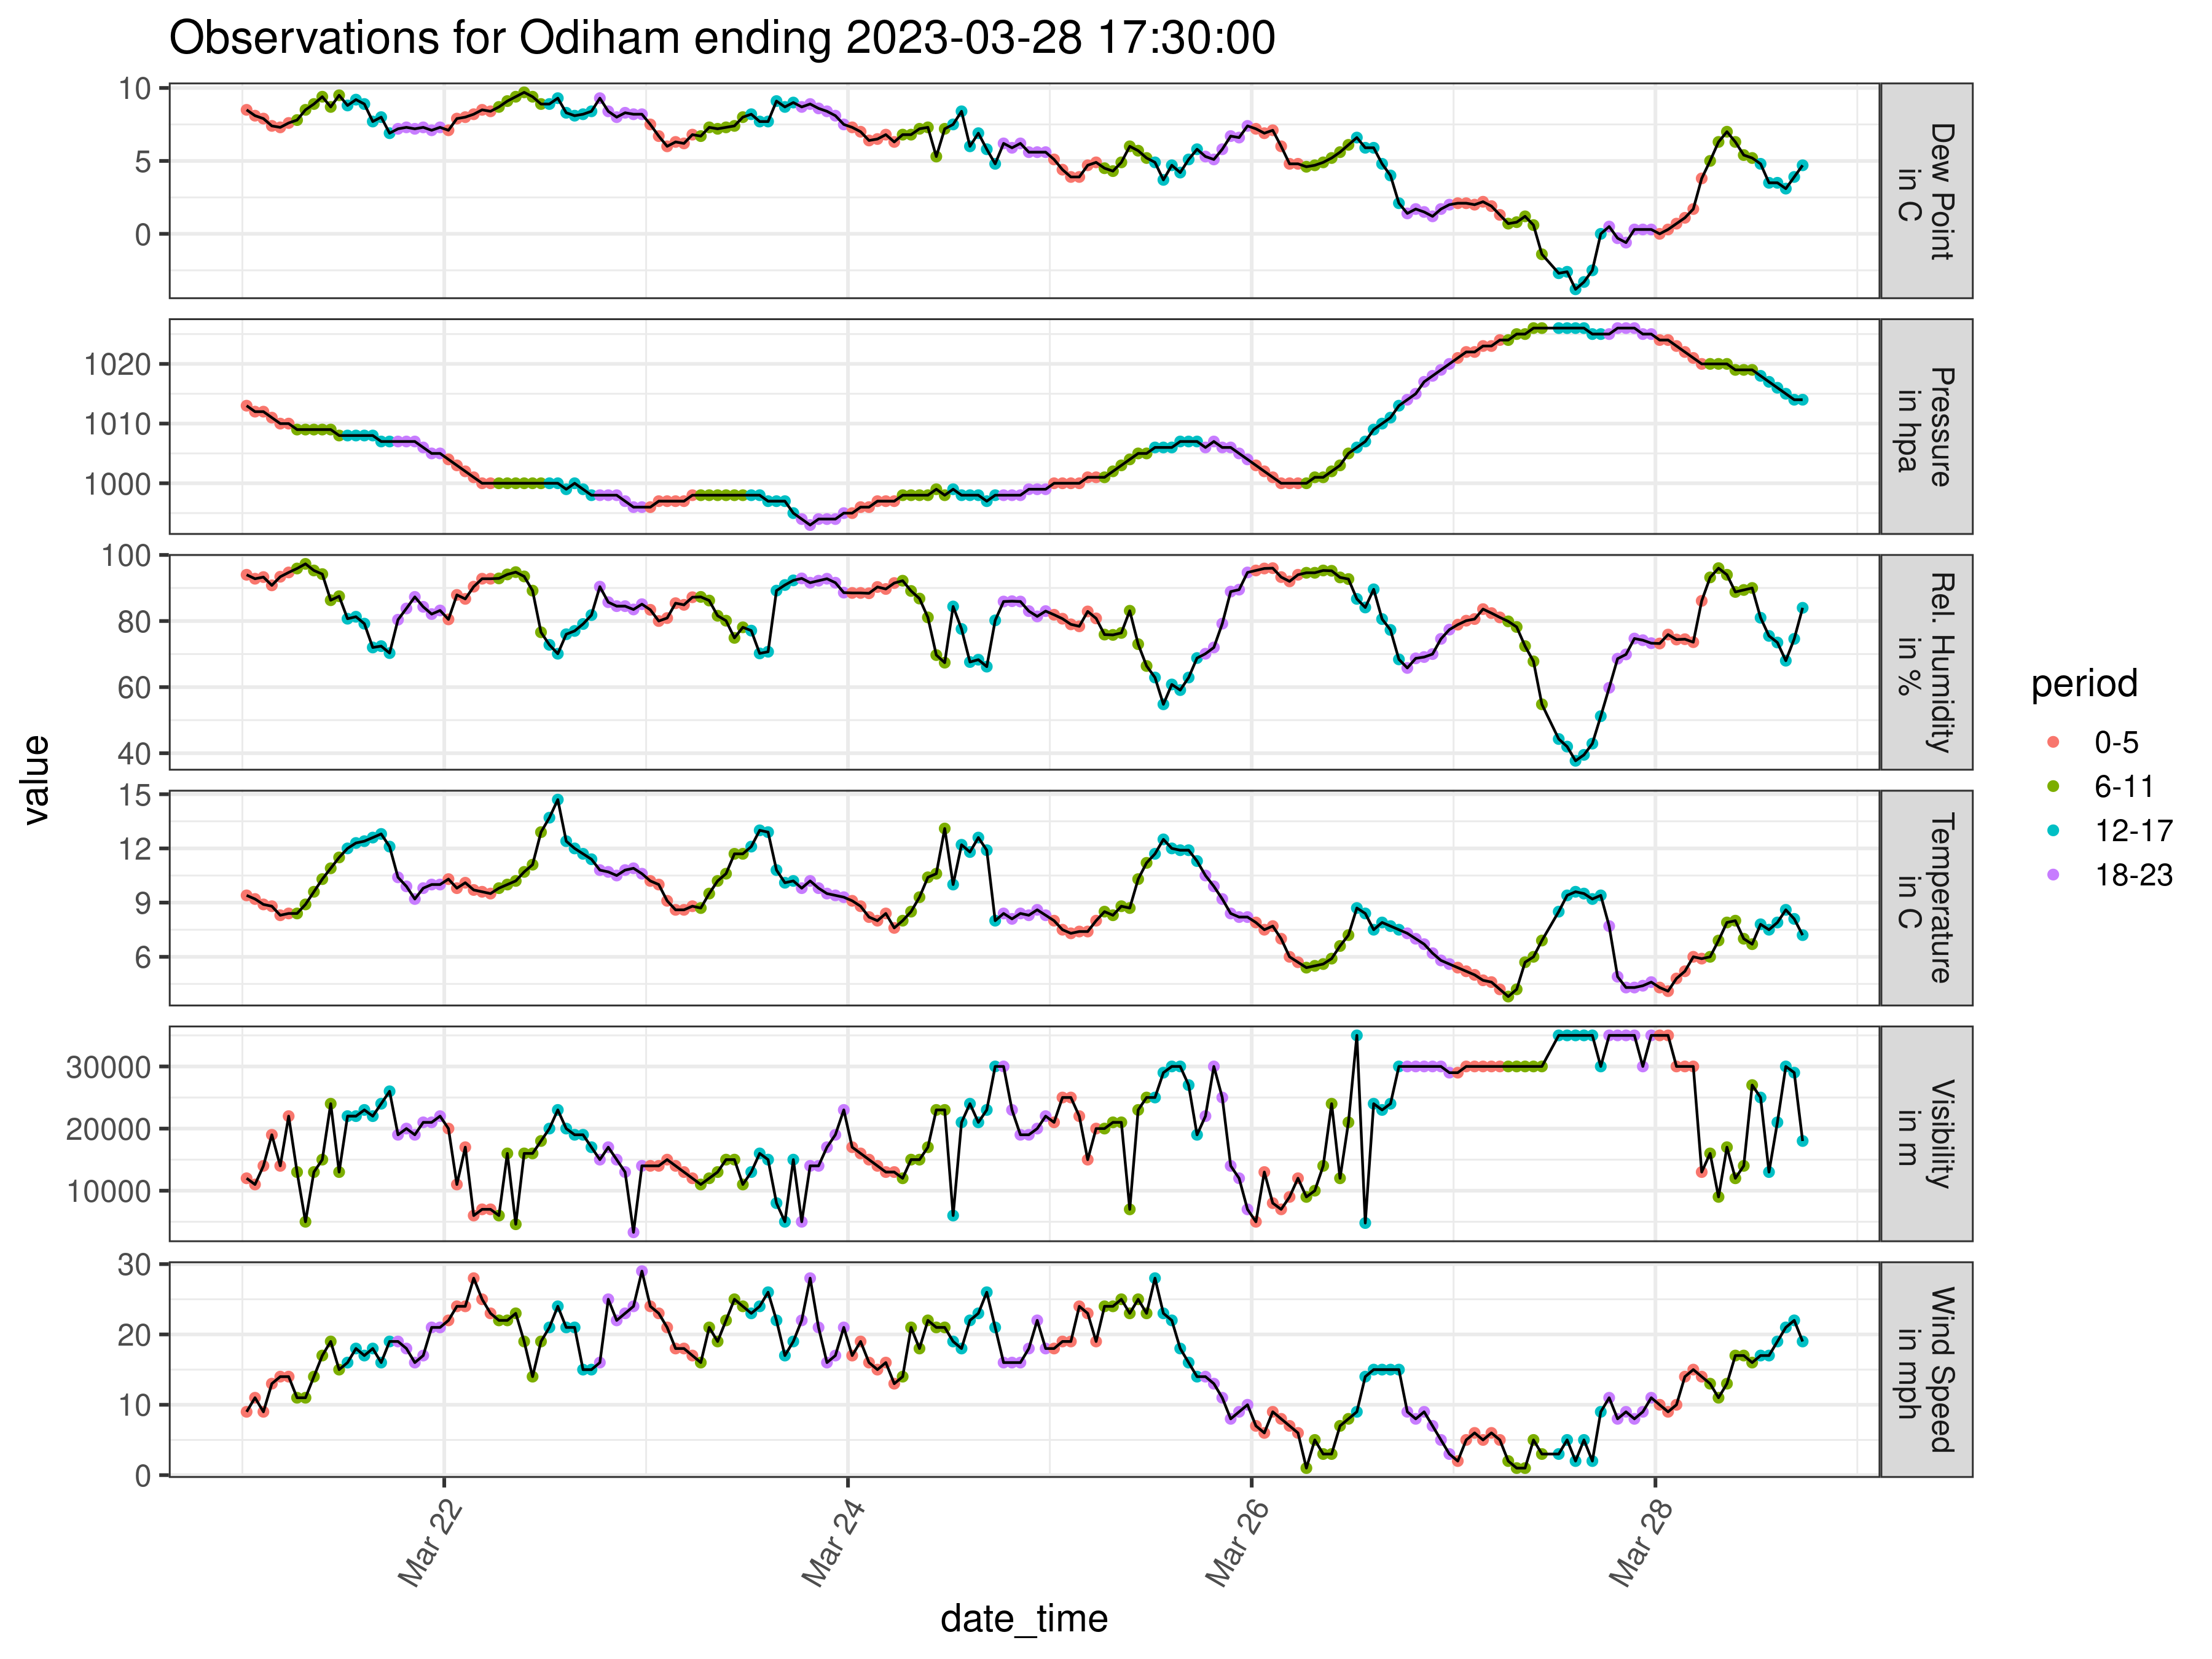 Observations for Odiham ending 2023-03-28 17:30:00
value
10
5
0
Dew Point
in C
1020
1010
1000
Pressure
in hpa
100
80
60
40
Rel. Humidity
in %
15
12
9
6
Temperature
in C
30000
20000
10000
Visibility
in m
30
20
10
0
Wind Speed
in mph
Mar 22
Mar 24
Mar 26
Mar 28
date_time
period
0-5
6-11
12-17
18-23